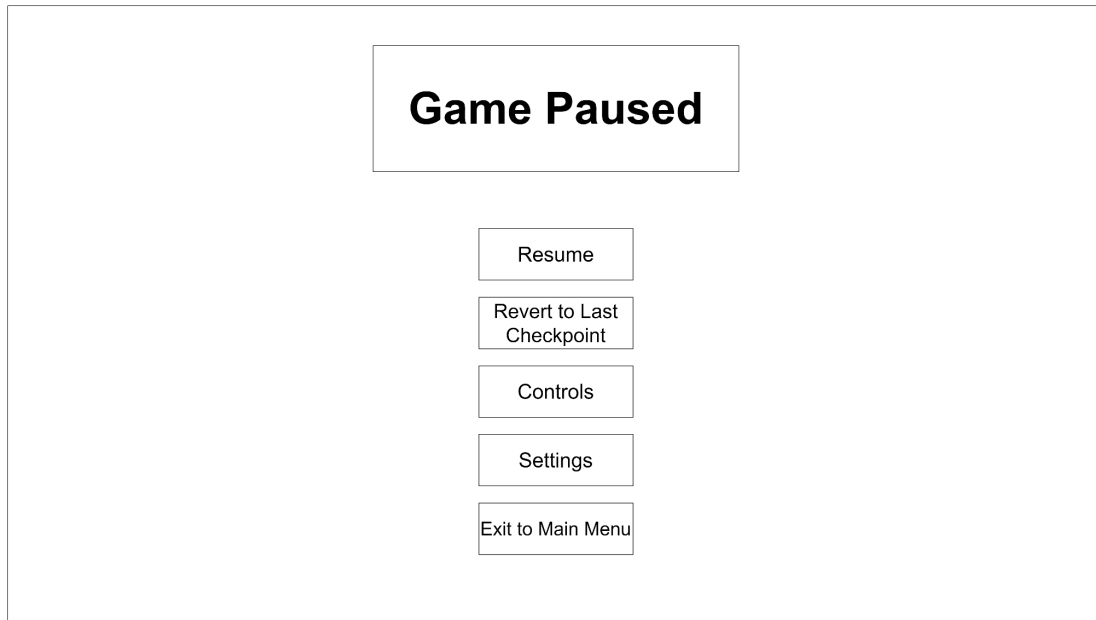 Game Paused
Resume
Revert to Last
Checkpoint
Controls
Settings
Exit to Main Menu